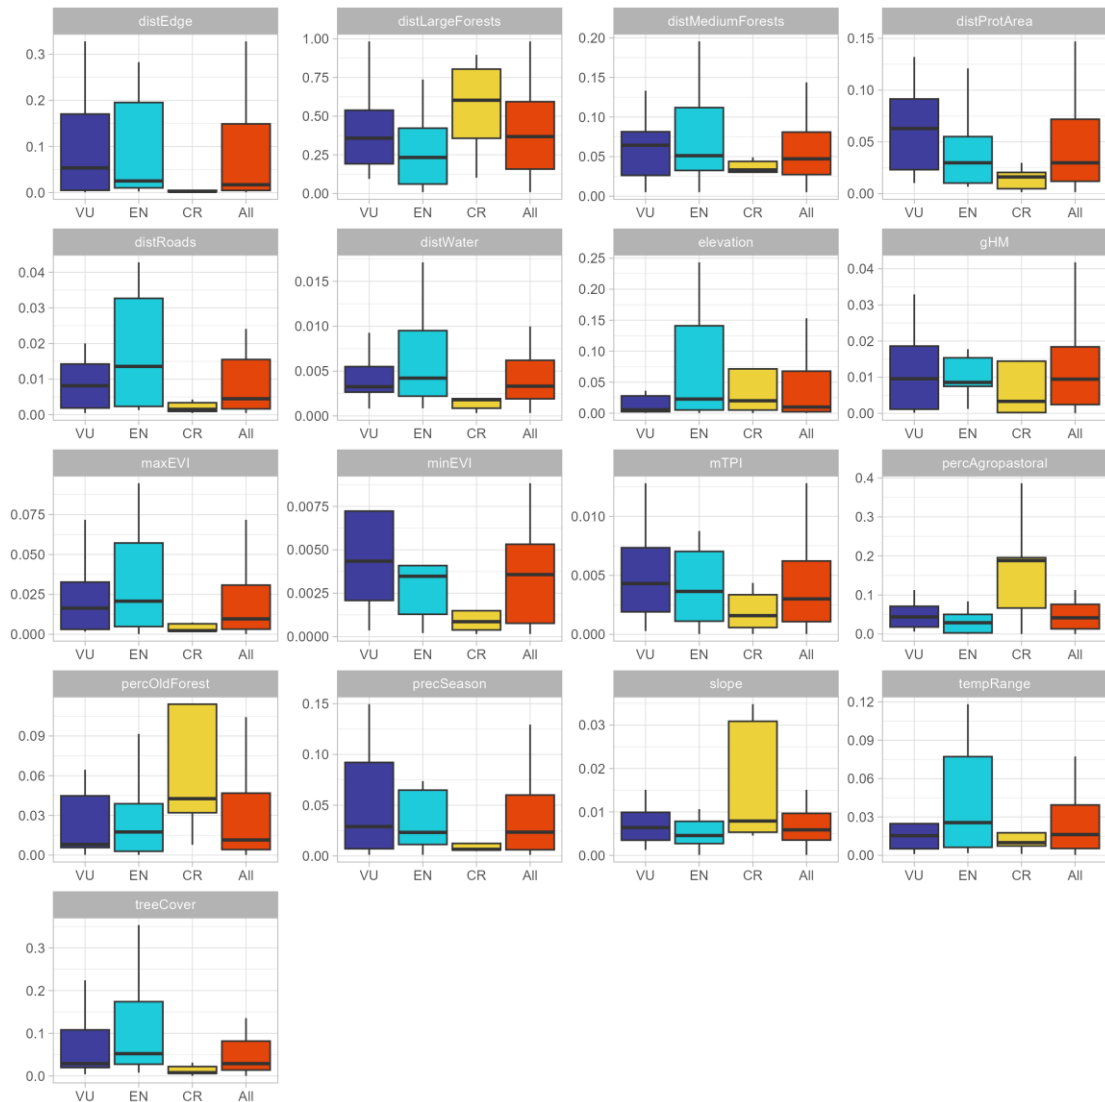 distEdge
distLargeForests
distMediumForests
distProtArea
0.3
0.2
0.1
0.0
VU EN CR All
1.00
0.75
0.50
0.25
0.00
VU EN CR All
0.20
0.15
0.10
0.05
0.00
VU EN CR All
0.15
0.10
0.05
0.00
VU EN CR All
distRoads
distWater
elevation
gHM
0.04
0.03
0.02
0.01
0.00
VU EN CR All
0.015
0.010
0.005
0.000
VU EN CR All
0.25
0.20
0.15
0.10
0.05
0.00
VU EN CR All
0.04
0.03
0.02
0.01
0.00
VU EN CR All
maxEVI
minEVI
mTPI
percAgropastoral
0.075
0.050
0.025
0.000
VU EN CR All
0.0075
0.0050
0.0025
0.0000
VU EN CR All
0.010
0.005
0.000
VU EN CR All
0.4
0.3
0.2
0.1
0.0
VU EN CR All
percOldForest
precSeason
slope
tempRange
0.09
0.06
0.03
0.00
VU EN CR All
0.15
0.10
0.05
0.00
VU EN CR All
0.03
0.02
0.01
0.00
VU EN CR All
0.12
0.09
0.06
0.03
0.00
VU EN CR All
treeCover
0.3
0.2
0.1
0.0
VU EN CR All